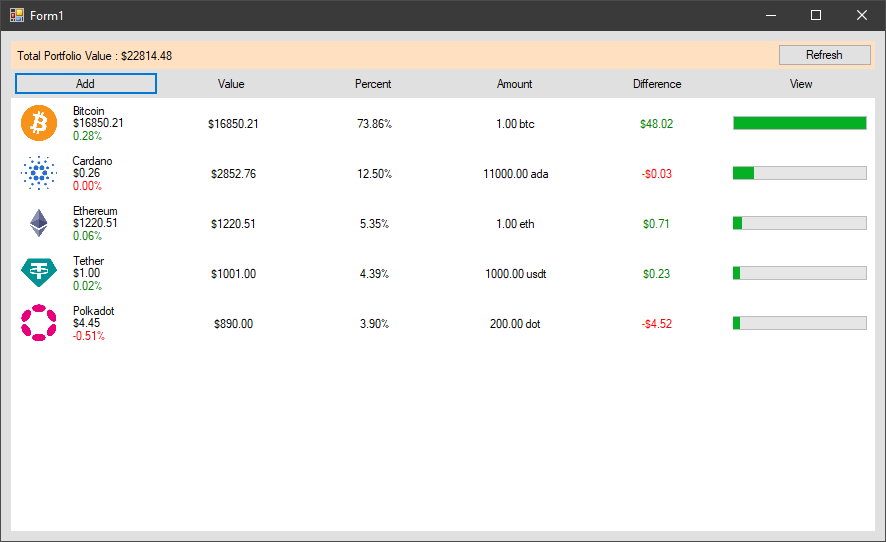 Form1
Total Portfolio Value : $22814.48 Refresh
Add Value Percent Amount Difference View
Bitcoin
$16850.21 $16850.21 73.86% 1.00 btc $48.02
0.28%
Cardano
$0.26 $2852.76 12.50% 11000.00 ada -$0.03
0.00%
Ethereum
$1220.51 $1220.51 5.35% 1.00 eth $0.71
0.06%
Tether
$1.00 $1001.00 4.39% 1000.00 usdt $0.23
0.02%
Polkadot
$4.45 $890.00 3.90% 200.00 dot -$4.52
-0.51%